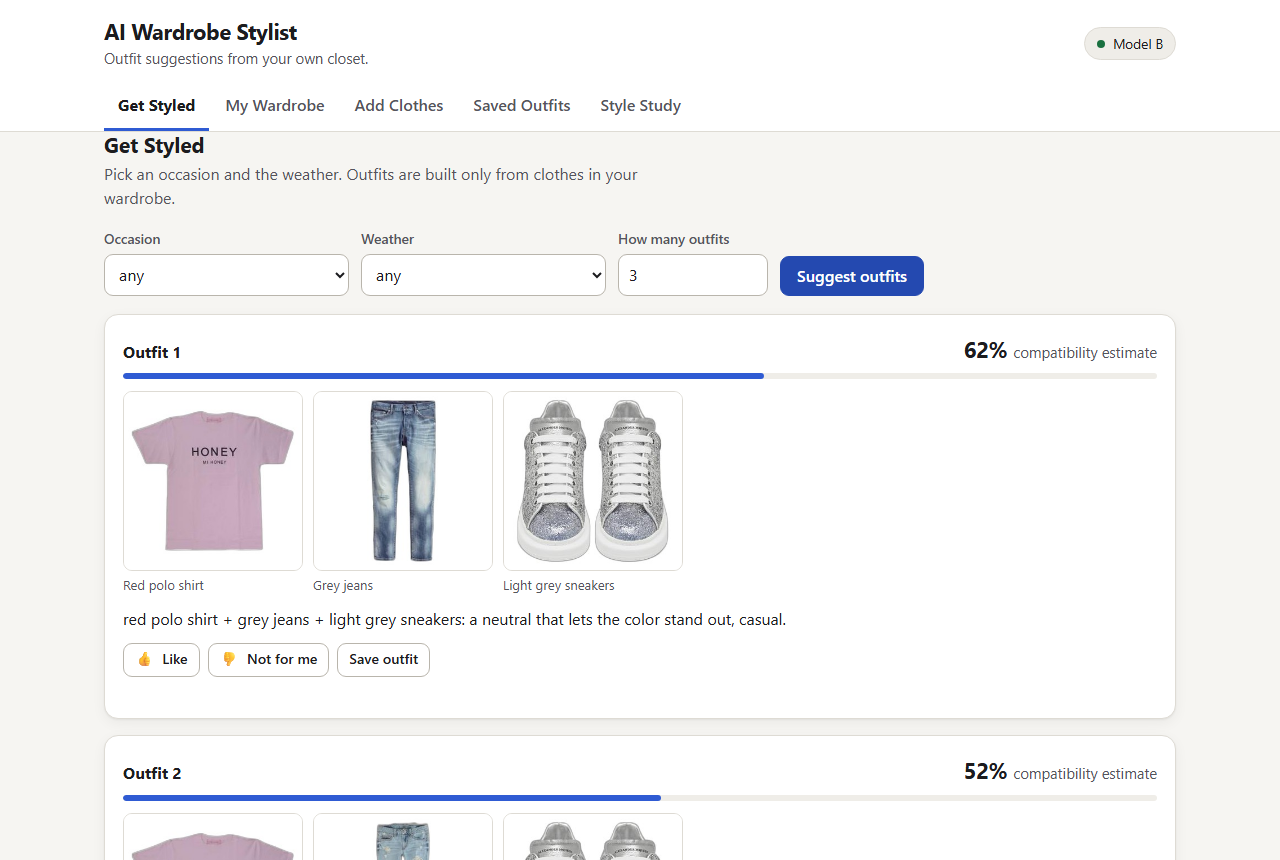 AI Wardrobe Stylist
Outfit suggestions from your own closet.
Model B
Get Styled
My Wardrobe
Add Clothes
Saved Outfits
Style Study
Get Styled
Pick an occasion and the weather. Outfits are built only from clothes in your
wardrobe.
Occasion
Weather
How many outfits
any
any
3
Suggest outfits
Outfit 1
62% compatibility estimate
HONEY
MI HONEY
Red polo shirt
Grey jeans
Light grey sneakers
red polo shirt + grey jeans + light grey sneakers: a neutral that lets the color stand out, casual.
Like
Not for me
Save outfit
Outfit 2
52% compatibility estimate